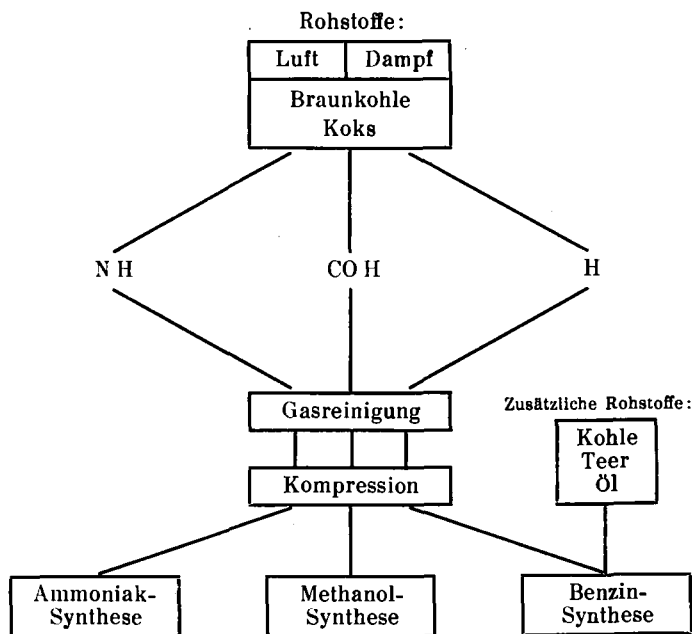 Rohstoffe:
Luft Dampf
Braunkohle
Koks
N H CO H H
Gasreinigung
Zusätzliche Rohstoffe:
Kohle
Teer
Öl
Kompression
Ammoniak-
Synthese
Methanol-
Synthese
Benzin-
Synthese